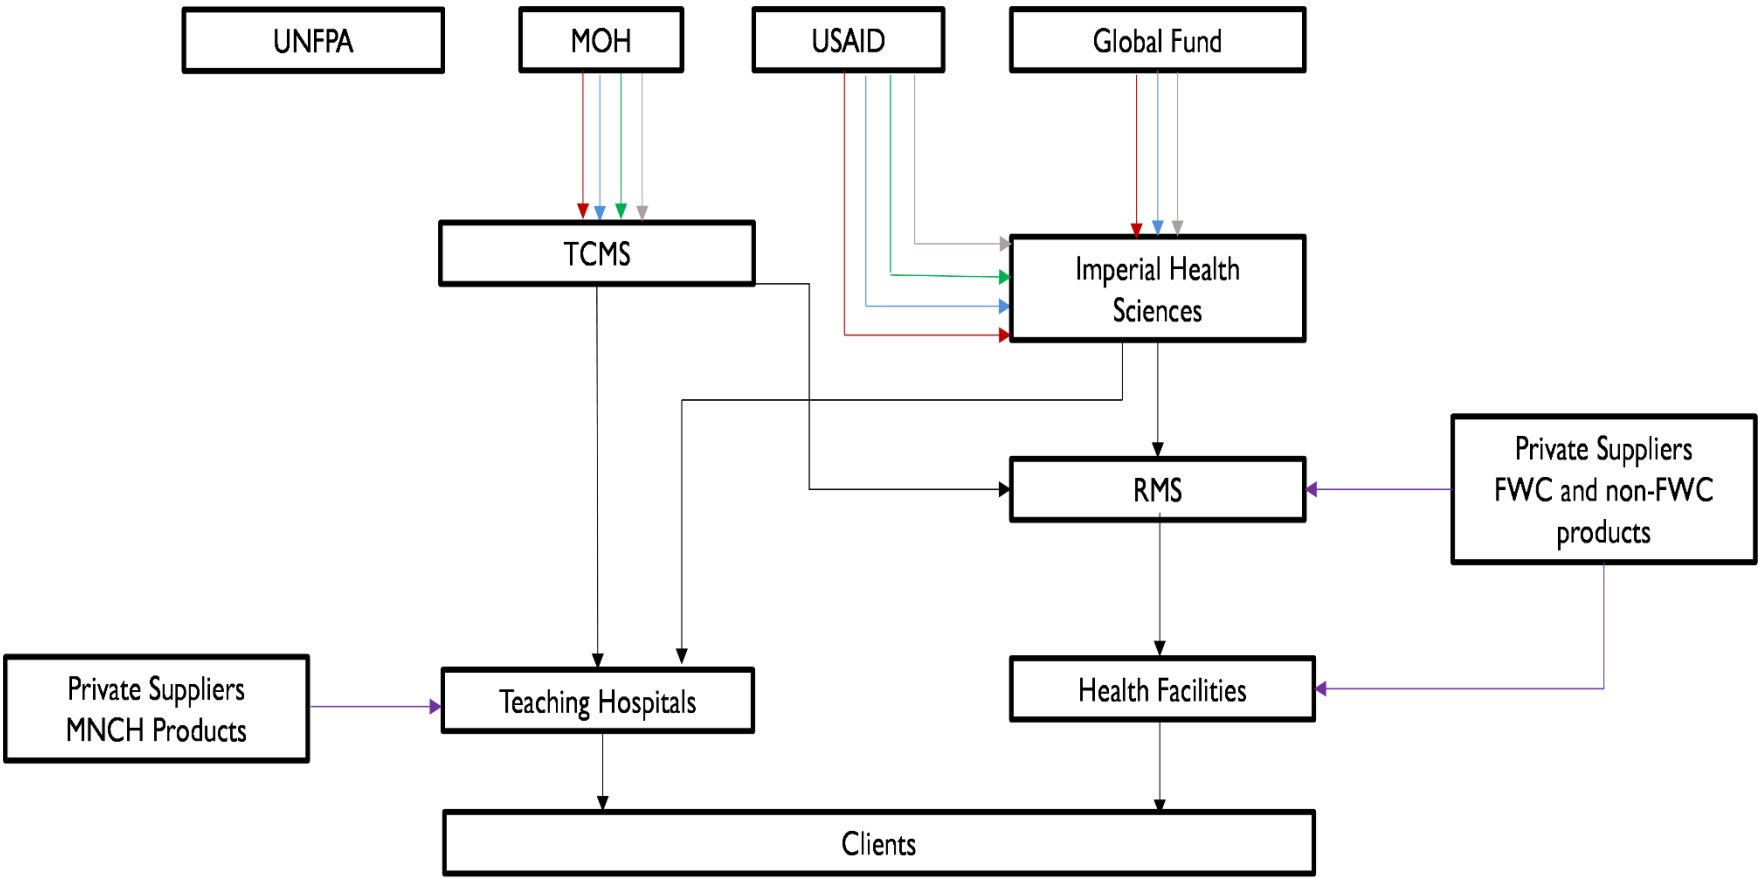 UNFPA
MOH
USAID
Global Fund
TCMS
Imperial Health
Sciences
RMS
Private Suppliers
FWC and non-FWC
products
Private Suppliers
MNCH Products
Teaching Hospitals
Health Facilities
Clients